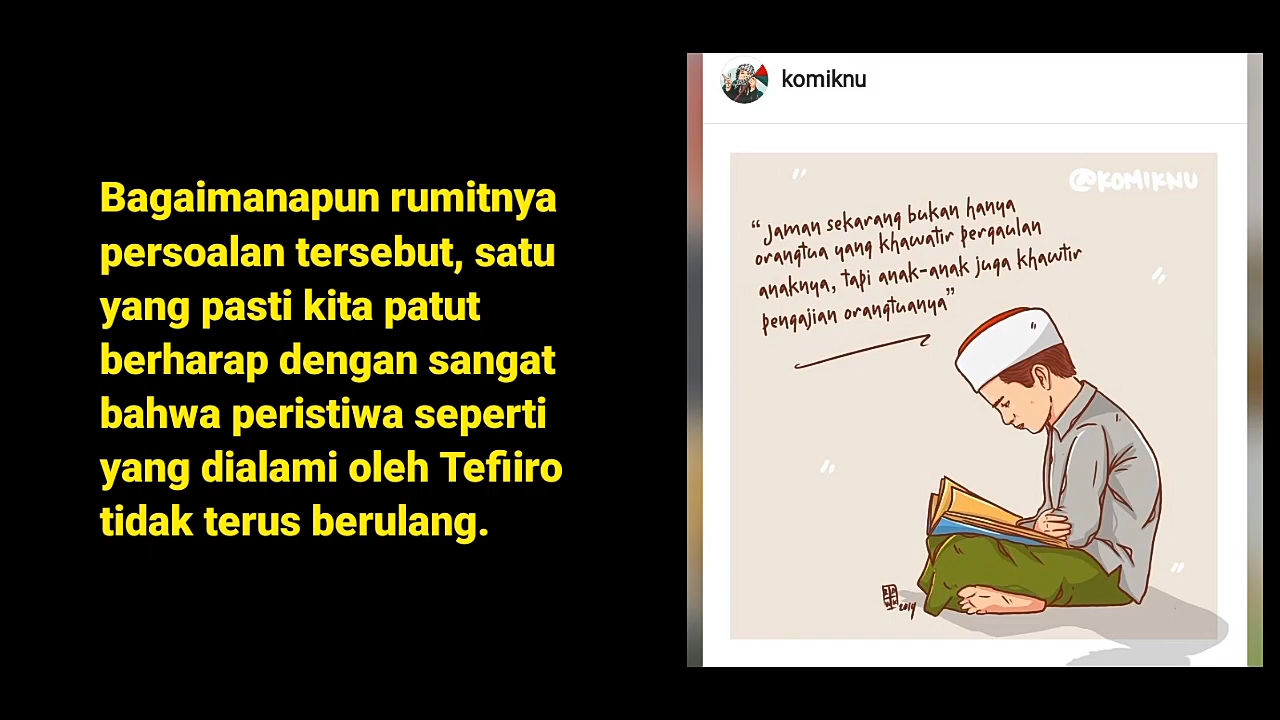 Bagaimanapun rumitnya
persoalan tersebut, satu
yang pasti kita patut
berharap dengan sangat
bahwa peristiwa seperti
yang dialami oleh Tefiiro
tidak terus berulang.
komiknu
@KOMIKNU
“Jaman sekarang bukan hanya
orangtua yang khawatir pergaulan
anaknya, tapi anak-anak juga khawtir
pengajian orangtuanya”
2019